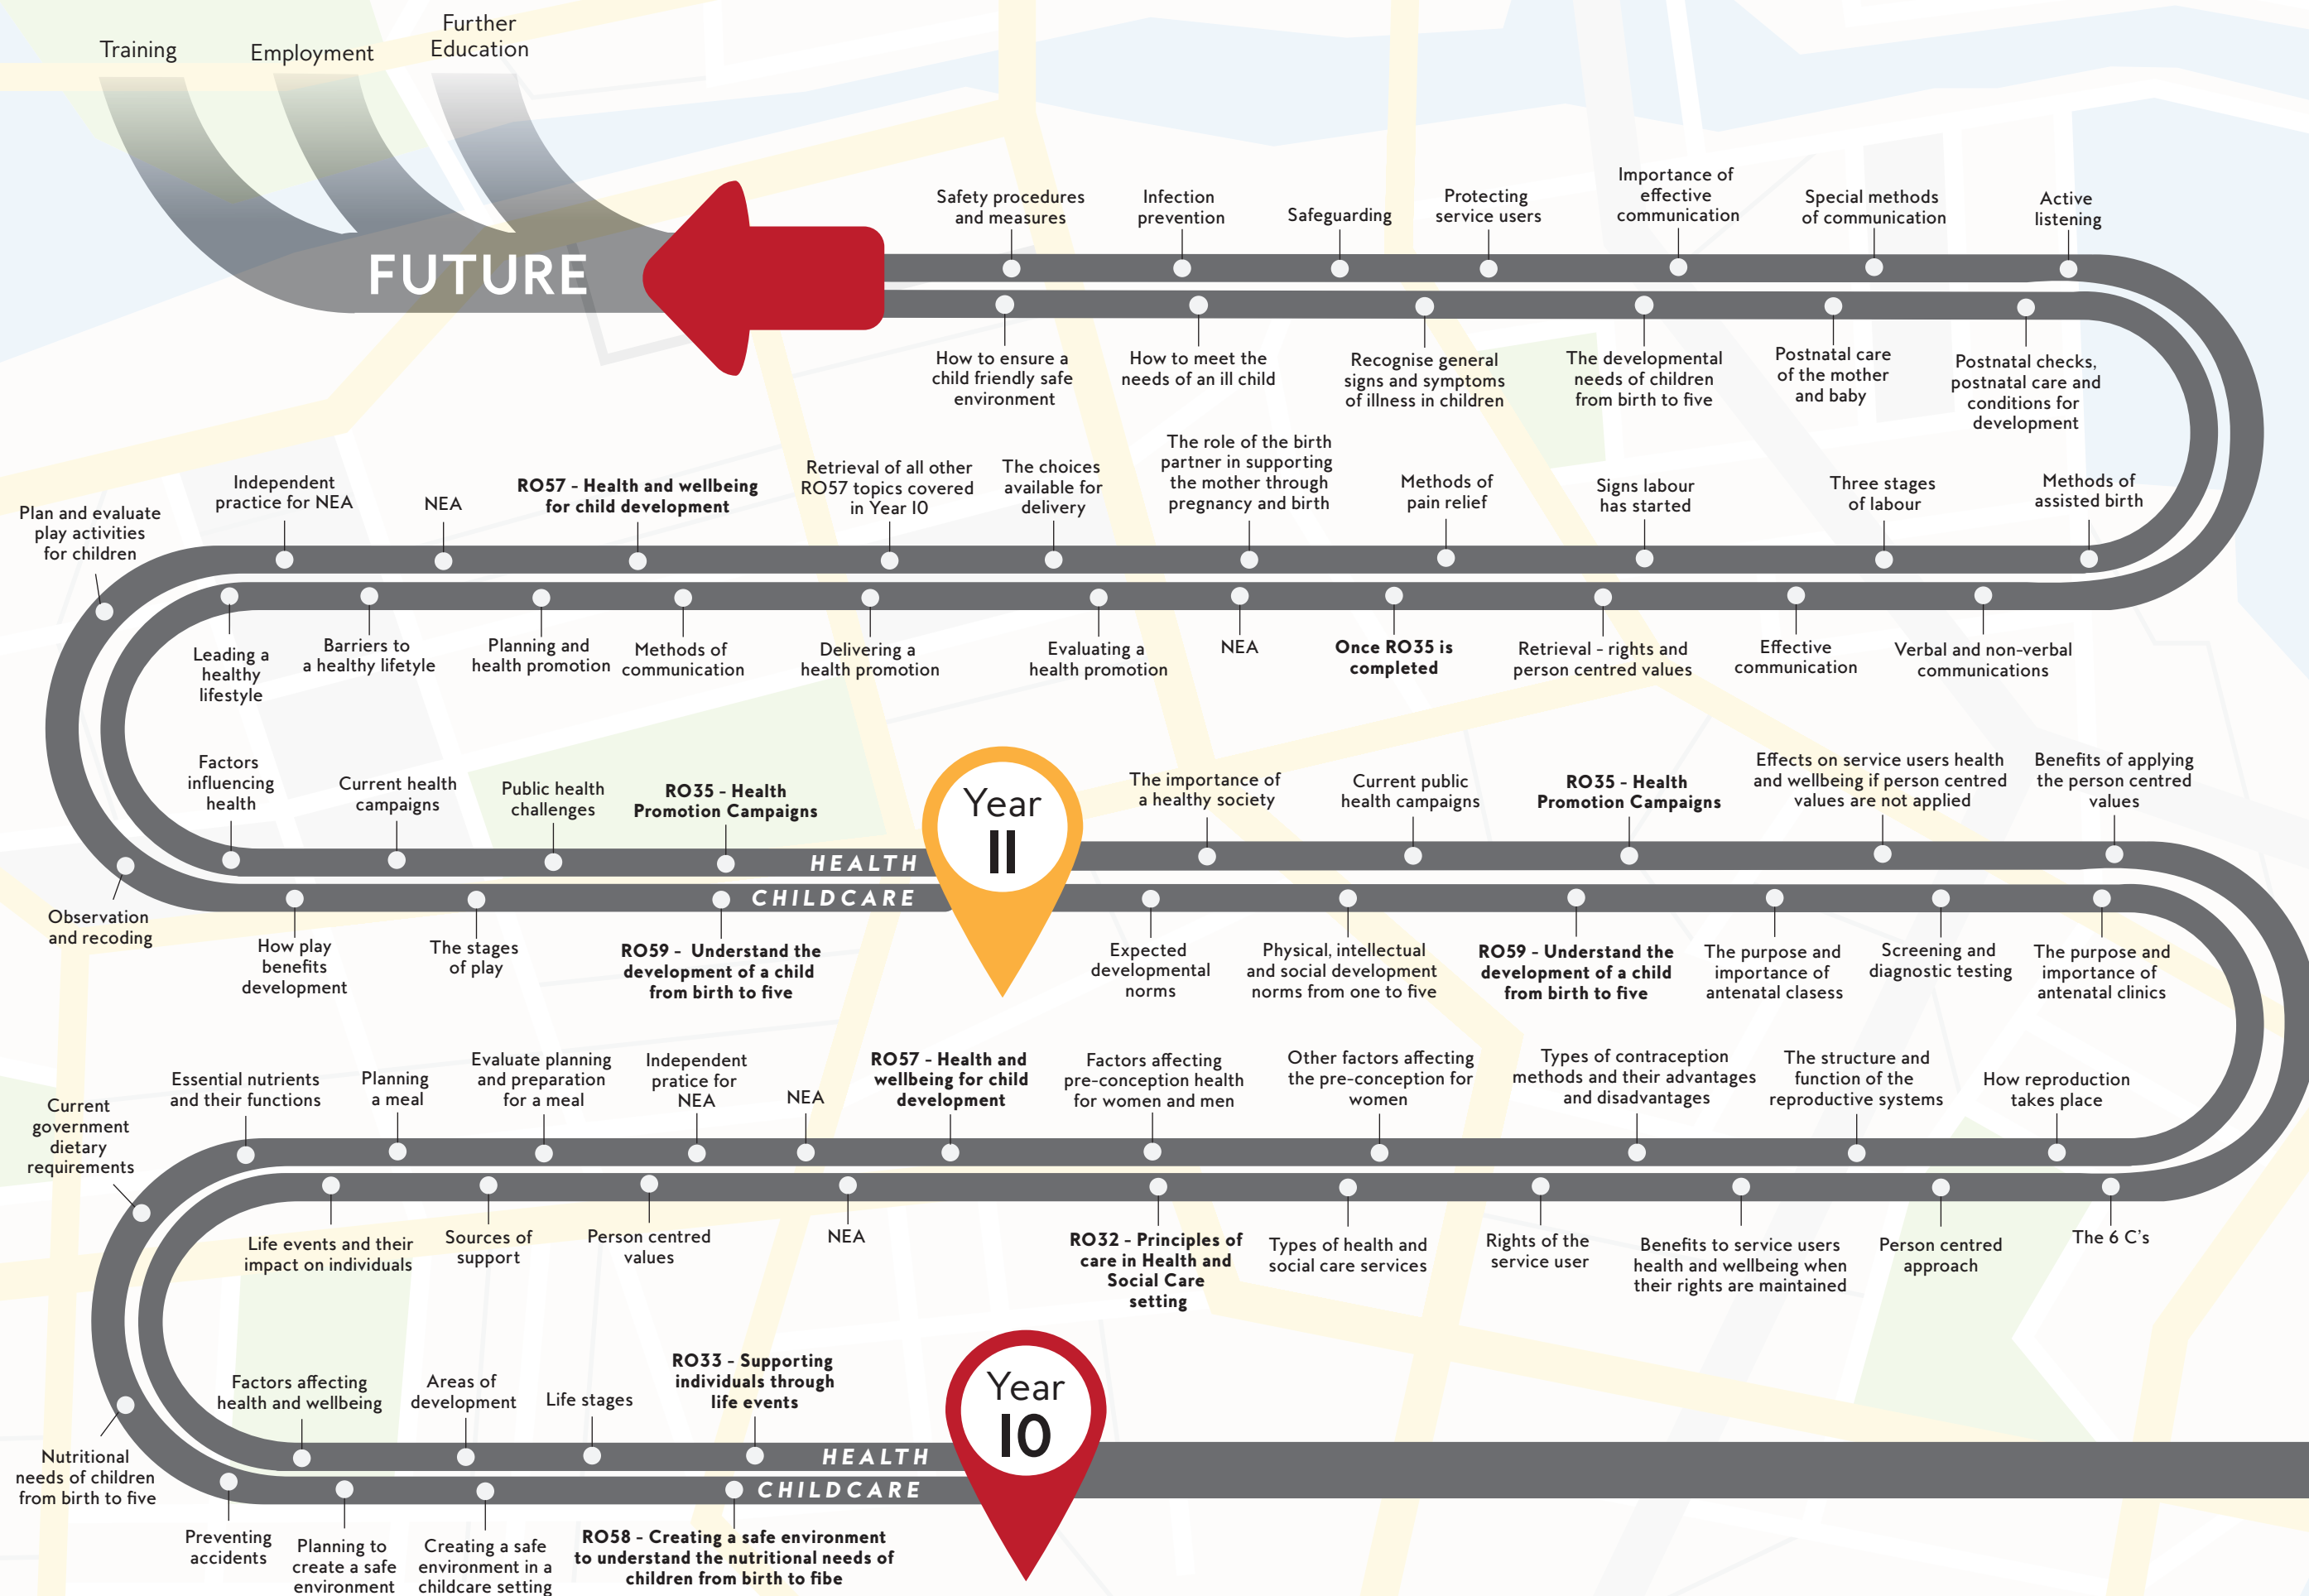 Training
Employment
Further
Education
FUTURE
Safety procedures
and measures
Infection
prevention
Safeguarding
Protecting
service users
Importance of
effective
communication
Special methods
of communication
Active
listening
How to ensure a
child friendly safe
environment
How to meet the
needs of an ill child
Recognise general
signs and symptoms
of illness in children
The developmental
needs of children
from birth to five
Postnatal care
of the mother
and baby
Postnatal checks,
postnatal care and
conditions for
development
Plan and evaluate
play activities
for children
Independent
practice for NEA
NEA
RO57 - Health and wellbeing
for child development
Retrieval of all other
RO57 topics covered
in Year 10
The choices
available for
delivery
The role of the birth
partner in supporting
the mother through
pregnancy and birth
Methods of
pain relief
Signs labour
has started
Three stages
of labour
Methods of
assisted birth
Leading a
healthy
lifestyle
Barriers to
a healthy lifetyle
Planning and
health promotion
Methods of
communication
Delivering a
health promotion
Evaluating a
health promotion
NEA
Once RO35 is
completed
Retrieval - rights and
person centred values
Effective
communication
Verbal and non-verbal
communications
Factors
influencing
health
Current health
campaigns
Public health
challenges
RO35 - Health
Promotion Campaigns
HEALTH
CHILDCARE
Year
11
The importance of
a healthy society
Current public
health campaigns
RO35 - Health
Promotion Campaigns
Effects on service users health
and wellbeing if person centred
values are not applied
Benefits of applying
the person centred
values
Observation
and recoding
How play
benefits
development
The stages
of play
RO59 - Understand the
development of a child
from birth to five
Expected
developmental
norms
Physical, intellectual
and social development
norms from one to five
RO59 - Understand the
development of a child
from birth to five
The purpose and
importance of
antenatal clasess
Screening and
diagnostic testing
The purpose and
importance of
antenatal clinics
Current
government
dietary
requirements
Essential nutrients
and their functions
Planning
a meal
Evaluate planning
and preparation
for a meal
Independent
pratice for
NEA
NEA
RO57 - Health and
wellbeing for child
development
Factors affecting
pre-conception health
for women and men
Other factors affecting
the pre-conception for
women
Types of contraception
methods and their advantages
and disadvantages
The structure and
function of the
reproductive systems
How reproduction
takes place
Life events and their
impact on individuals
Sources of
support
Person centred
values
NEA
RO32 - Principles of
care in Health and
Social Care
setting
Types of health and
social care services
Rights of the
service user
Benefits to service users
health and wellbeing when
their rights are maintained
Person centred
approach
The 6 C's
Factors affecting
health and wellbeing
Areas of
development
Life stages
RO33 - Supporting
individuals through
life events
HEALTH
CHILDCARE
Year
10
Nutritional
needs of children
from birth to five
Preventing
accidents
Planning to
create a safe
environment
Creating a safe
environment in a
childcare setting
RO58 - Creating a safe environment
to understand the nutritional needs of
children from birth to fibe